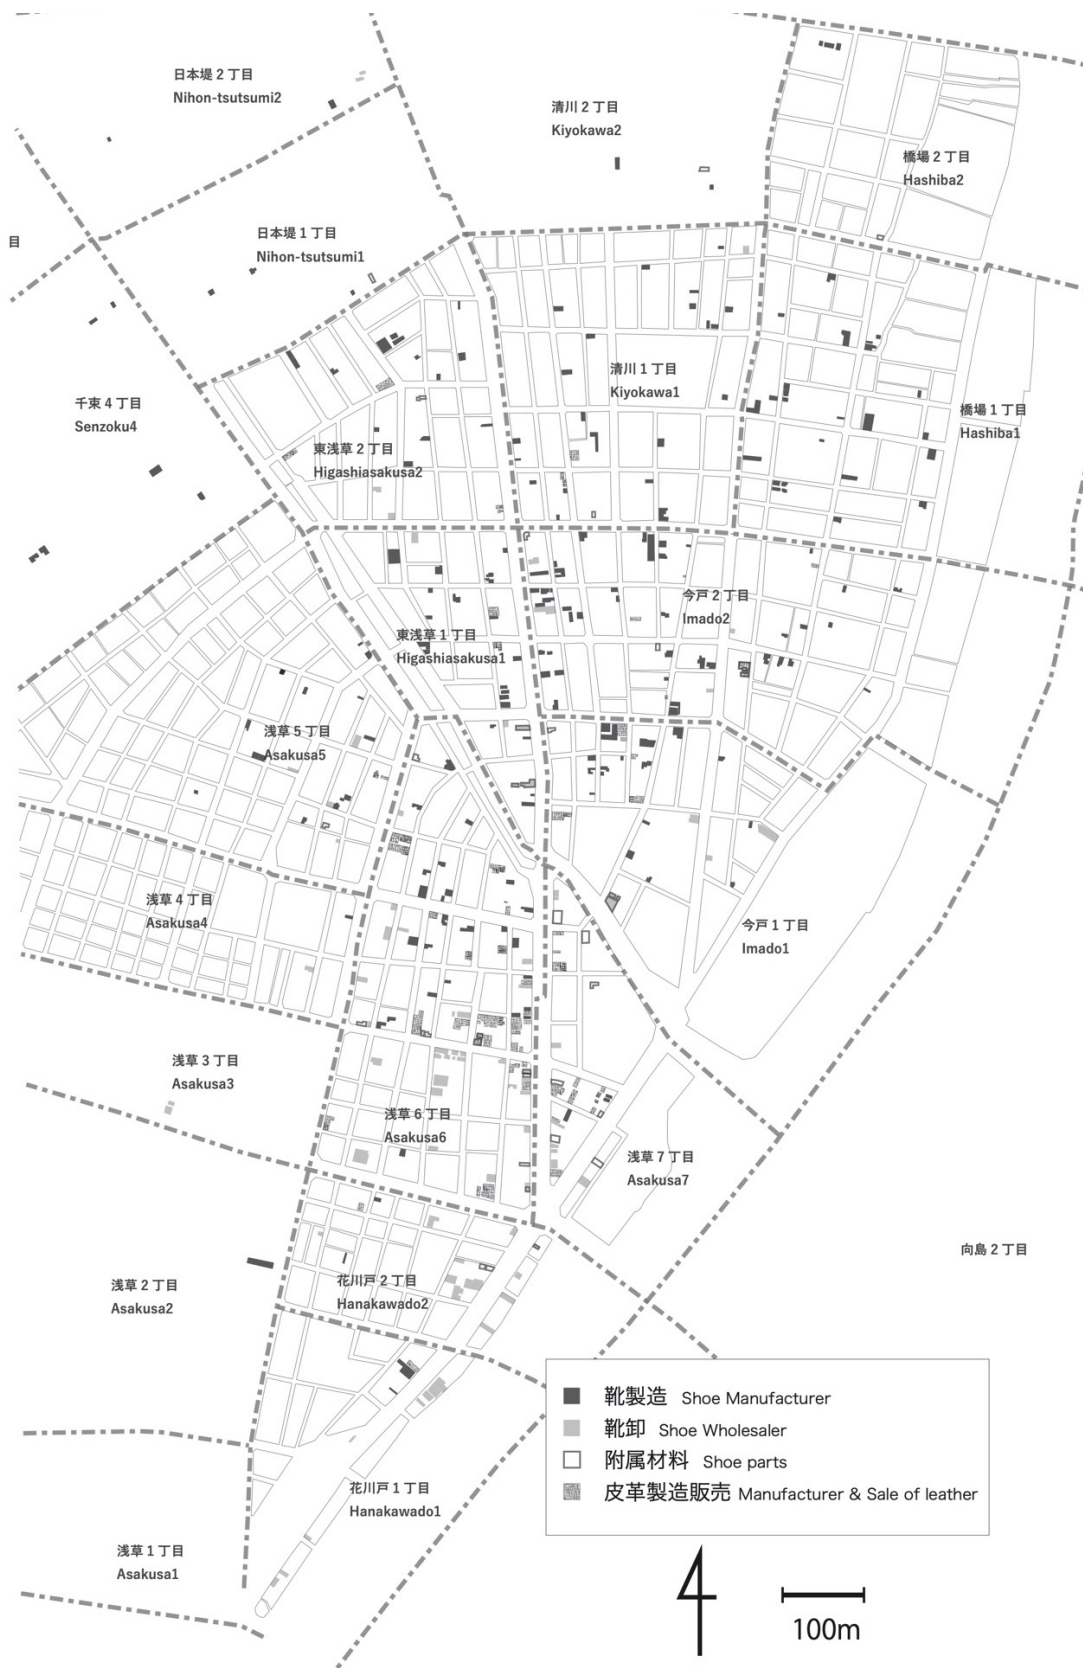 日本堤 2 丁目
Nihon-tsutsumi2
清川 2 丁目
Kiyokawa2
橋場 2 丁目
Hashiba2
目
日本堤 1 丁目
Nihon-tsutsumi1
清川 1 丁目
Kiyokawa1
千束 4 丁目
Senzoku4
橋場 1 丁目
Hashiba1
東浅草 2 丁目
Higashiasakusa2
今戸 2 丁目
Imado2
東浅草 1 丁目
Higashiasakusa1
浅草 5 丁目
Asakusa5
浅草 4 丁目
Asakusa4
今戸 1 丁目
Imado1
浅草 3 丁目
Asakusa3
浅草 6 丁目
Asakusa6
浅草 7 丁目
Asakusa7
向島 2 丁目
浅草 2 丁目
Asakusa2
花川戸 2 丁目
Hanakawado2
靴製造 Shoe Manufacturer
靴卸 Shoe Wholesaler
附属材料 Shoe parts
皮革製造販売 Manufacturer & Sale of leather
花川戸 1 丁目
Hanakawado1
浅草 1 丁目
Asakusa1
100m